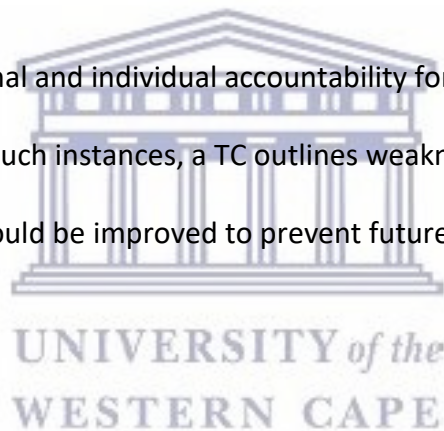 nal and individual accountability for
uch instances, a TC outlines weakn
ould be improved to prevent future
UNIVERSITY of the
WESTERN CAPE